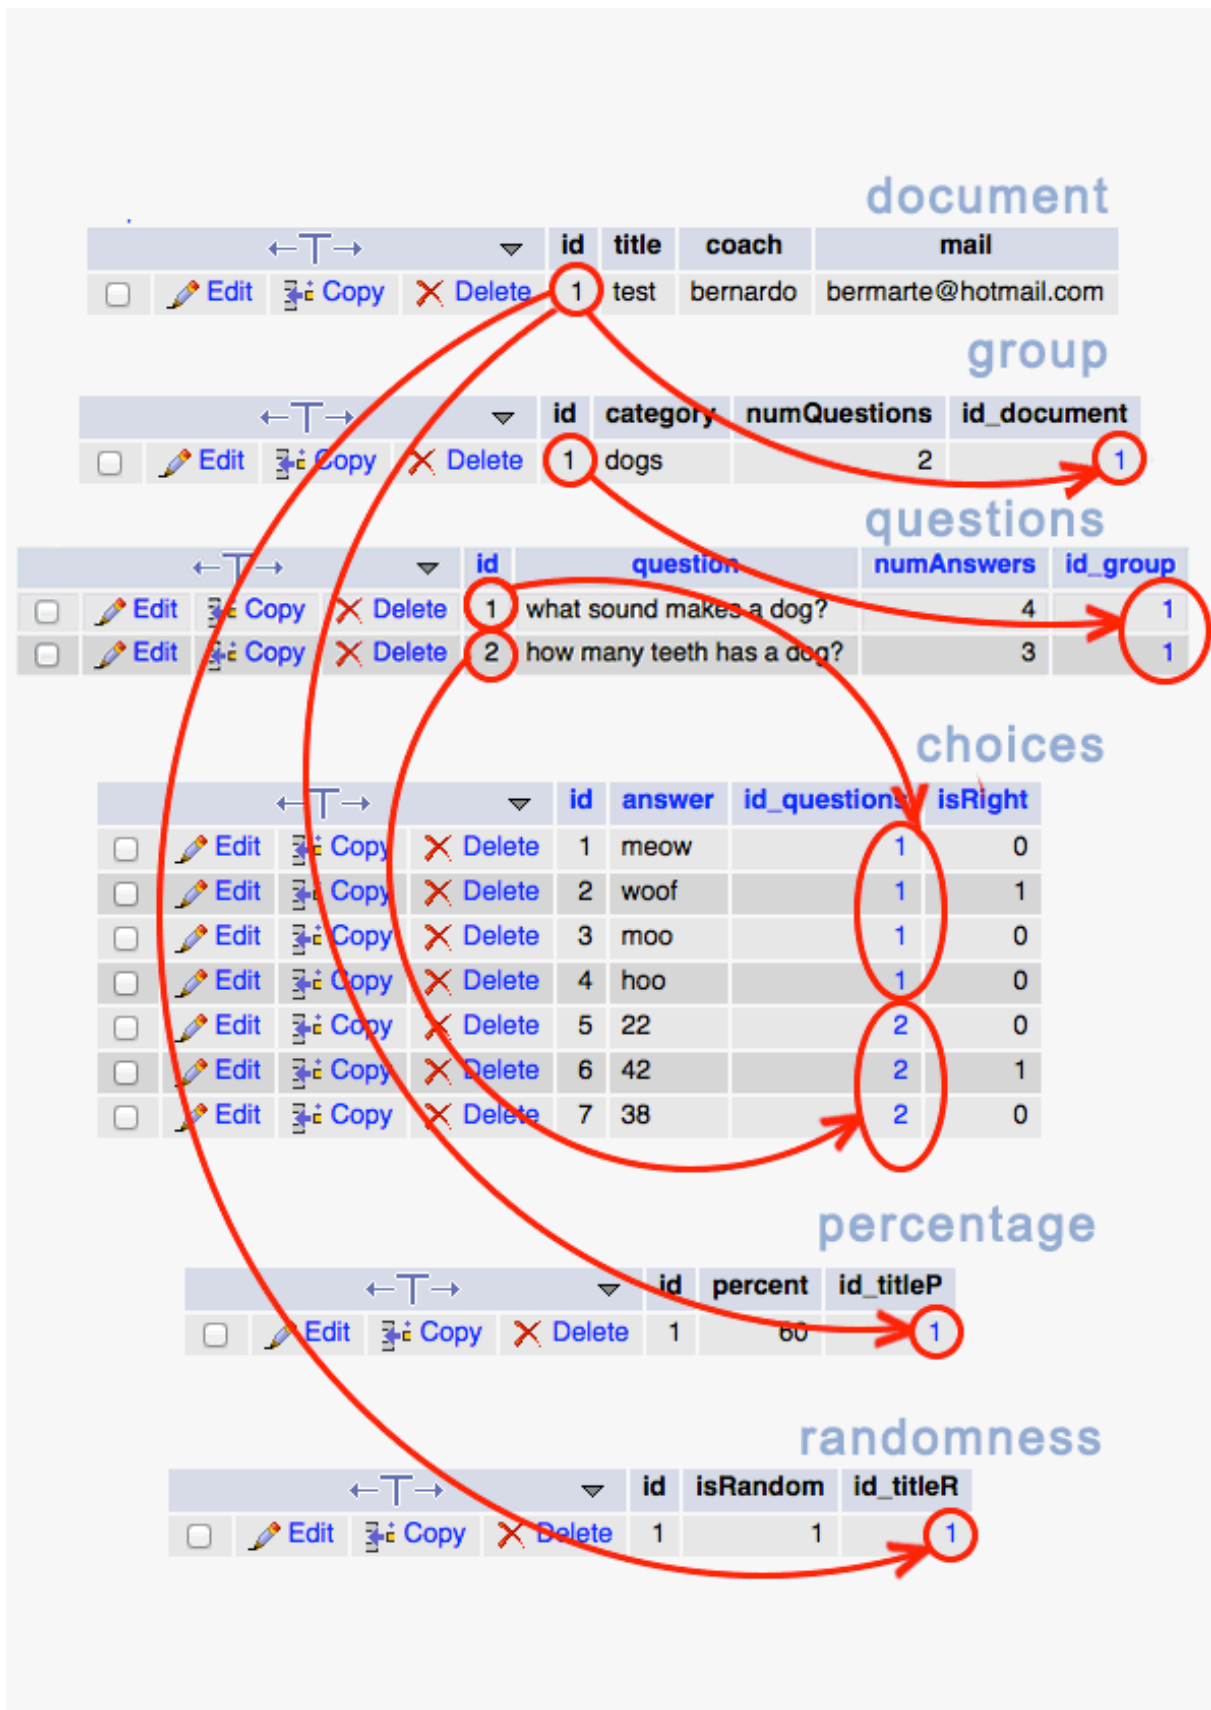 document
←T→ id title coach mail
Edit Copy Delete 1 test bernardo bermarte@hotmail.com
group
←T→ id category numQuestions id_document
Edit Copy Delete 1 dogs 2 1
questions
←T→ id question numAnswers id_group
Edit Copy Delete 1 what sound makes a dog? 4 1
Edit Copy Delete 2 how many teeth has a dog? 3 1
choices
←T→ id answer id_questions isRight
Edit Copy Delete 1 meow 1 0
Edit Copy Delete 2 woof 1 1
Edit Copy Delete 3 moo 1 0
Edit Copy Delete 4 hoo 1 0
Edit Copy Delete 5 22 2 0
Edit Copy Delete 6 42 2 1
Edit Copy Delete 7 38 2 0
percentage
←T→ id percent id_titleP
Edit Copy Delete 1 60 1
randomness
←T→ id isRandom id_titleR
Edit Copy Delete 1 1 1